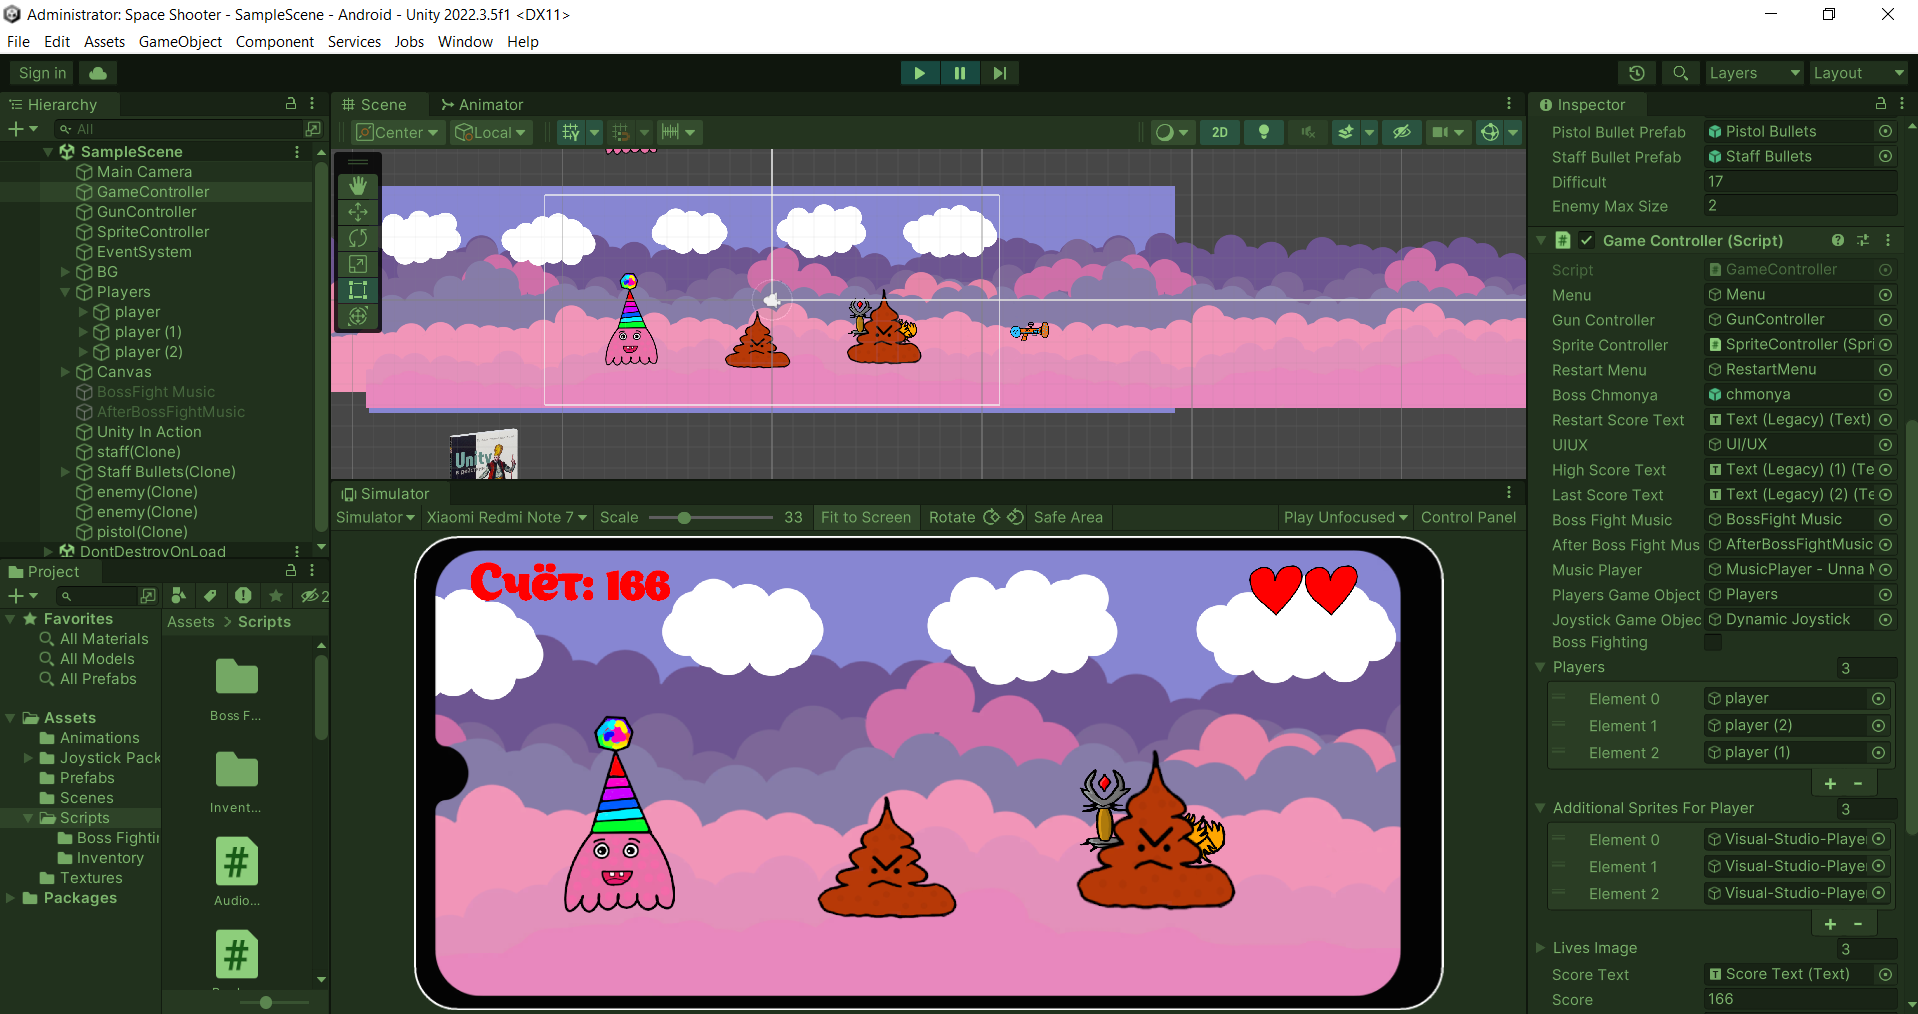 Administrator: Space Shooter - SampleScene - Android - Unity 2022.3.5f1 <DX11>
File Edit Assets GameObject Component Services Jobs Window Help
Sign in
Layers
Layout
Hierarchy
All
SampleScene
Main Camera
GameController
GunController
SpriteController
EventSystem
BG
Players
player
player (1)
player (2)
Canvas
BossFight Music
AfterBossFightMusic
Unity In Action
staff(Clone)
Staff Bullets(Clone)
enemy(Clone)
enemy(Clone)
pistol(Clone)
DontDestroyOnLoad
Project
2
Favorites
All Materials
All Models
All Prefabs
Assets
Animations
Joystick Pack
Prefabs
Scenes
Scripts
Boss Fightin
Inventory
Textures
Packages
Assets > Scripts
Boss F...
Invent...
#
Audio...
#
Scene
Animator
Center
Local
2D
Unity
Simulator
Simulator
Xiaomi Redmi Note 7
Scale
33
Fit to Screen
Rotate
Safe Area
Play Unfocused
Control Panel
Счёт: 166
Inspector
Pistol Bullet Prefab Pistol Bullets
Staff Bullet Prefab Staff Bullets
Difficult 17
Enemy Max Size 2
# Game Controller (Script)
Script GameController
Menu Menu
Gun Controller GunController
Sprite Controller SpriteController (Spri
Restart Menu RestartMenu
Boss Chmonya chmonya
Restart Score Text Text (Legacy) (Text)
UIUX UI/UX
High Score Text Text (Legacy) (1) (Te
Last Score Text Text (Legacy) (2) (Te
Boss Fight Music BossFight Music
After Boss Fight Mus AfterBossFightMusic
Music Player MusicPlayer - Unna M
Players Game Object Players
Joystick Game Objec Dynamic Joystick
Boss Fighting
Players 3
Element 0 player
Element 1 player (2)
Element 2 player (1)
+ -
Additional Sprites For Player 3
Element 0 Visual-Studio-Player
Element 1 Visual-Studio-Player
Element 2 Visual-Studio-Player
+ -
Lives Image 3
Score Text Score Text (Text)
Score 166